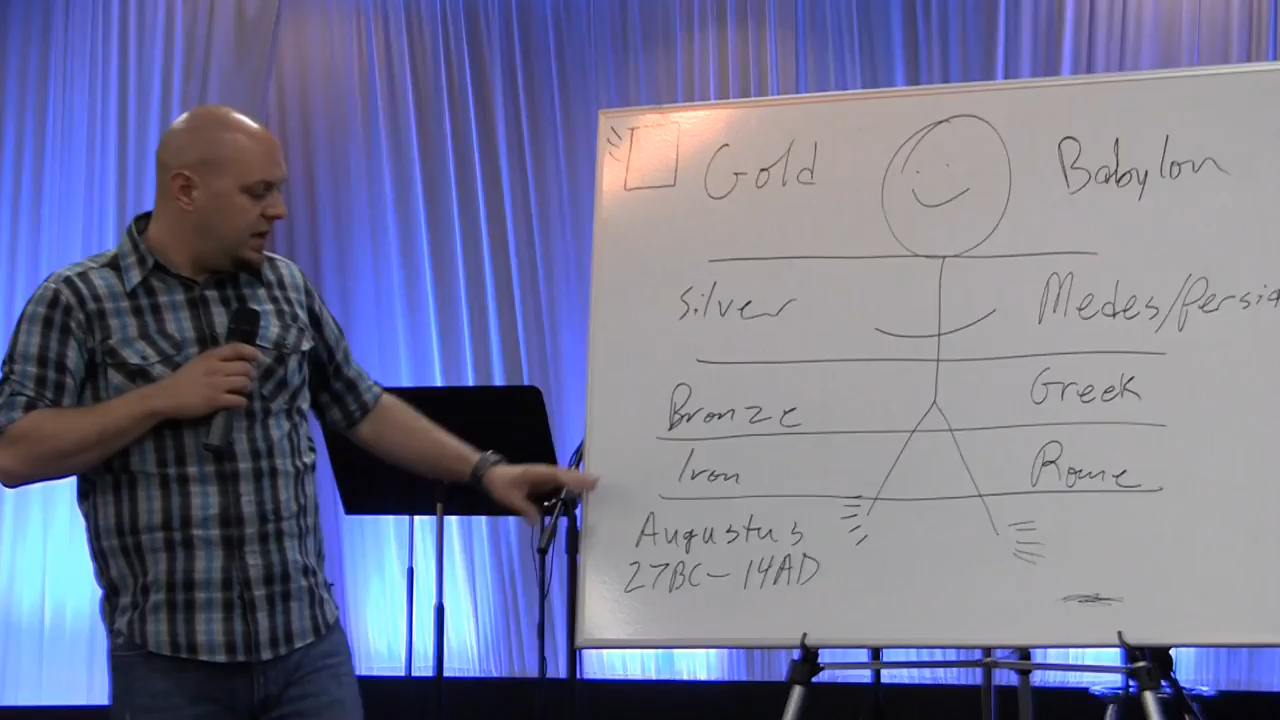 Gold Babylon
Silver Medes/Persia
Bronze Greek
Iron Rome
Augustus
27BC-14AD